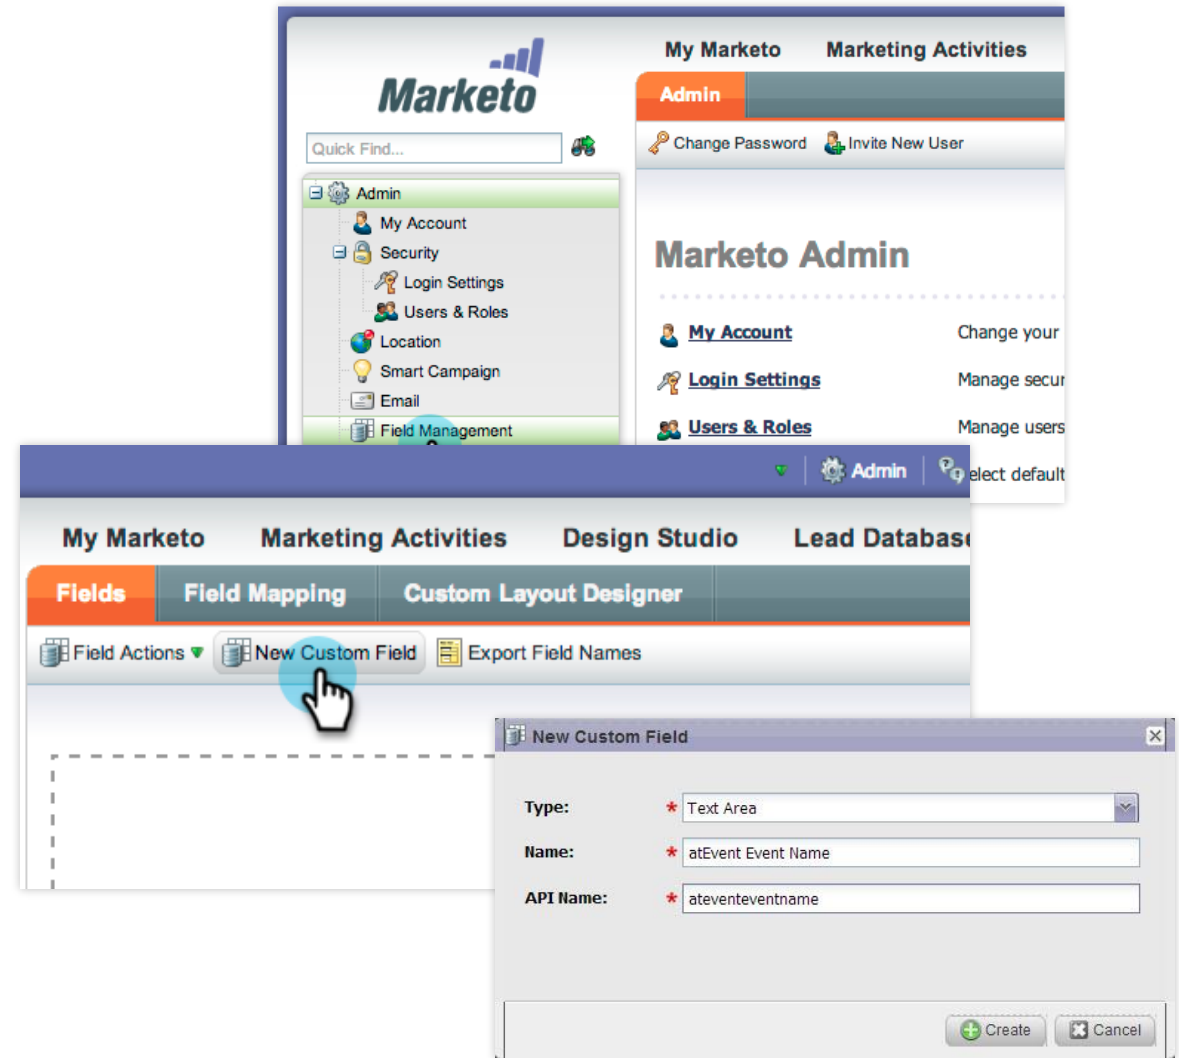 My Marketo Marketing Activities
Marketo
Admin
Quick Find...
Change Password Invite New User
Admin
My Account
Security
Login Settings
Users & Roles
Location
Smart Campaign
Email
Field Management
Marketo Admin
My Account Change your
Login Settings Manage secur
Users & Roles Manage users
elect default
Admin
My Marketo Marketing Activities Design Studio Lead Database
Fields Field Mapping Custom Layout Designer
Field Actions New Custom Field Export Field Names
New Custom Field
Type: * Text Area
Name: * atEvent Event Name
API Name: * ateventeventname
Create Cancel